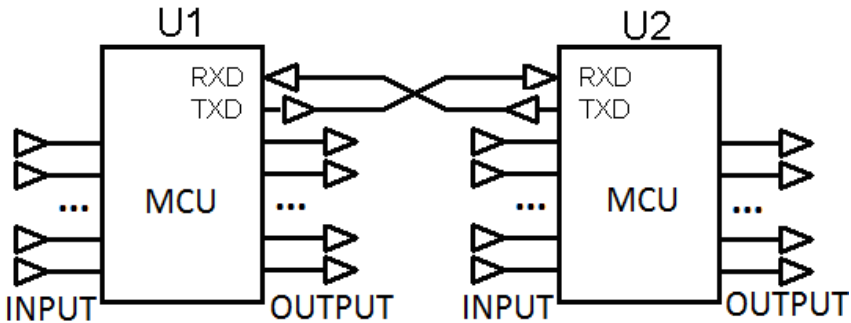 U1 U2
RXD RXD
TXD TXD
MCU MCU
... ... ... ...
INPUT OUTPUT INPUT OUTPUT